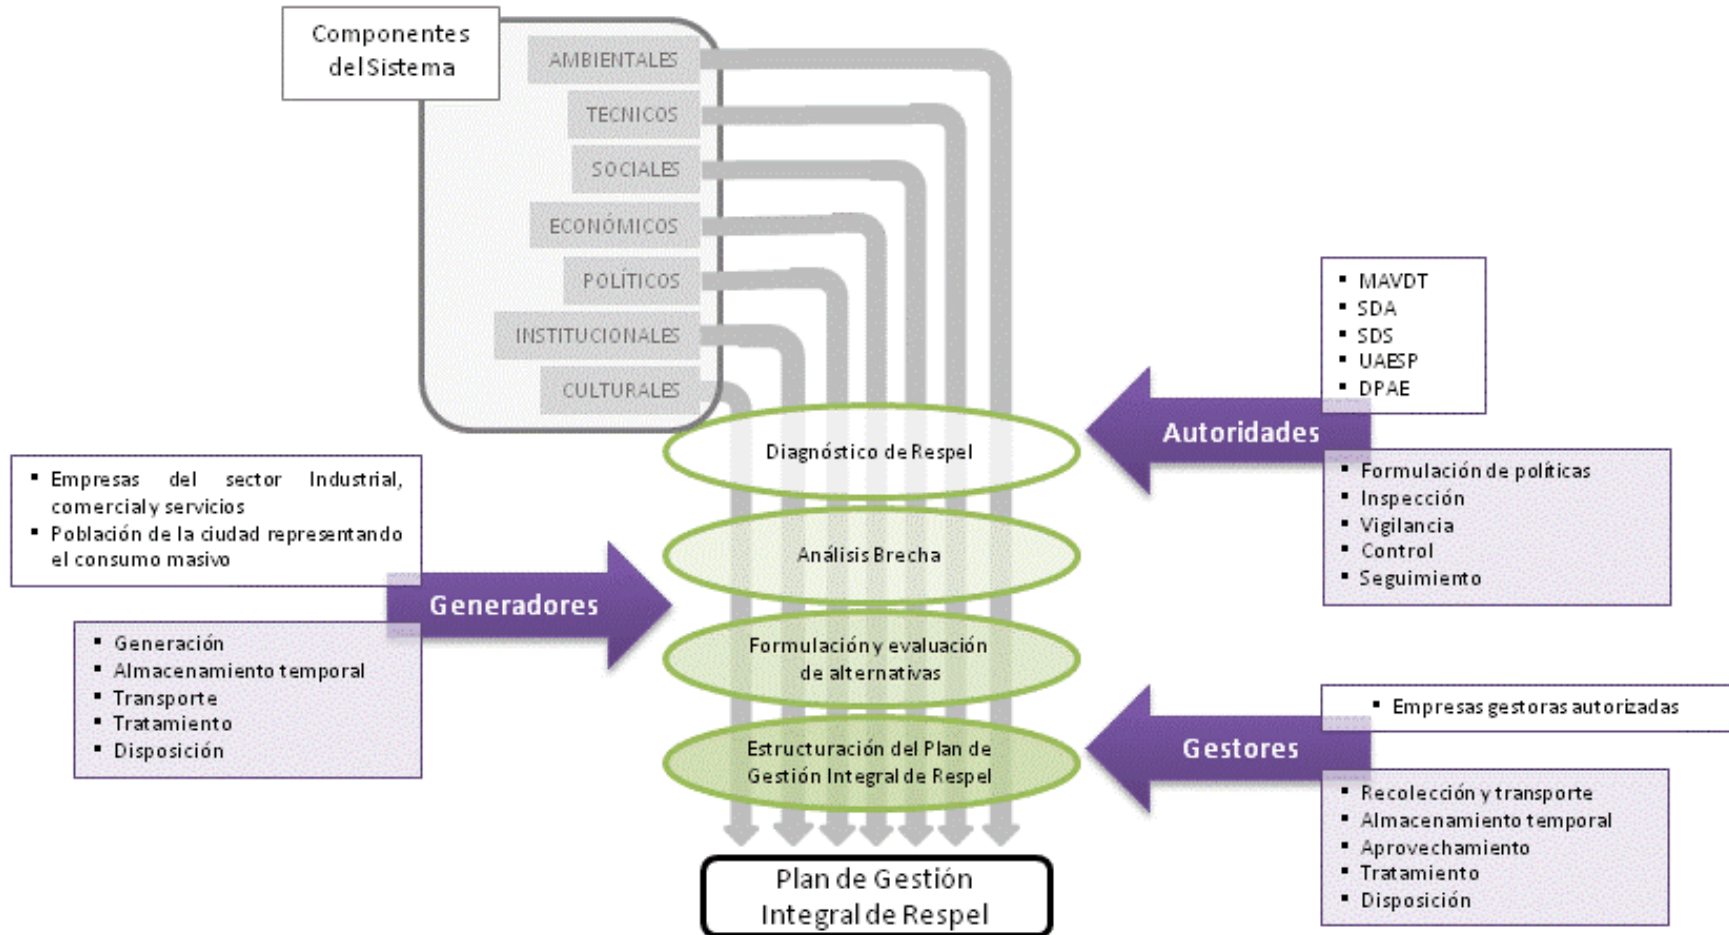 Componentes
del Sistema
AMBIENTALES
TECNICOS
SOCIALES
ECONÓMICOS
POLÍTICOS
INSTITUCIONALES
CULTURALES
Diagnóstico de Respel
Análisis Brecha
Formulación y evaluación
de alternativas
Estructuración del Plan de
Gestión Integral de Respel
Plan de Gestión
Integral de Respel
▪ Empresas del sector Industrial,
comercial y servicios
▪ Población de la ciudad representando
el consumo masivo
Generadores
▪ Generación
▪ Almacenamiento temporal
▪ Transporte
▪ Tratamiento
▪ Disposición
▪ MAVDT
▪ SDA
▪ SDS
▪ UAESP
▪ DPAE
Autoridades
▪ Formulación de políticas
▪ Inspección
▪ Vigilancia
▪ Control
▪ Seguimiento
▪ Empresas gestoras autorizadas
Gestores
▪ Recolección y transporte
▪ Almacenamiento temporal
▪ Aprovechamiento
▪ Tratamiento
▪ Disposición